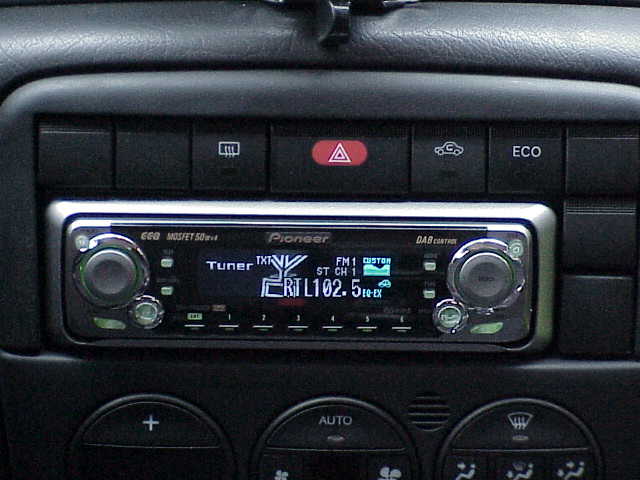 ECO
EEQ MOSFET 50W×4 Pioneer DAB CONTROL
Tuner TXT FM1 CUSTOM
ST CH 1
RTL102.5 EQ-EX
1 2 3 4 5 6
+ AUTO